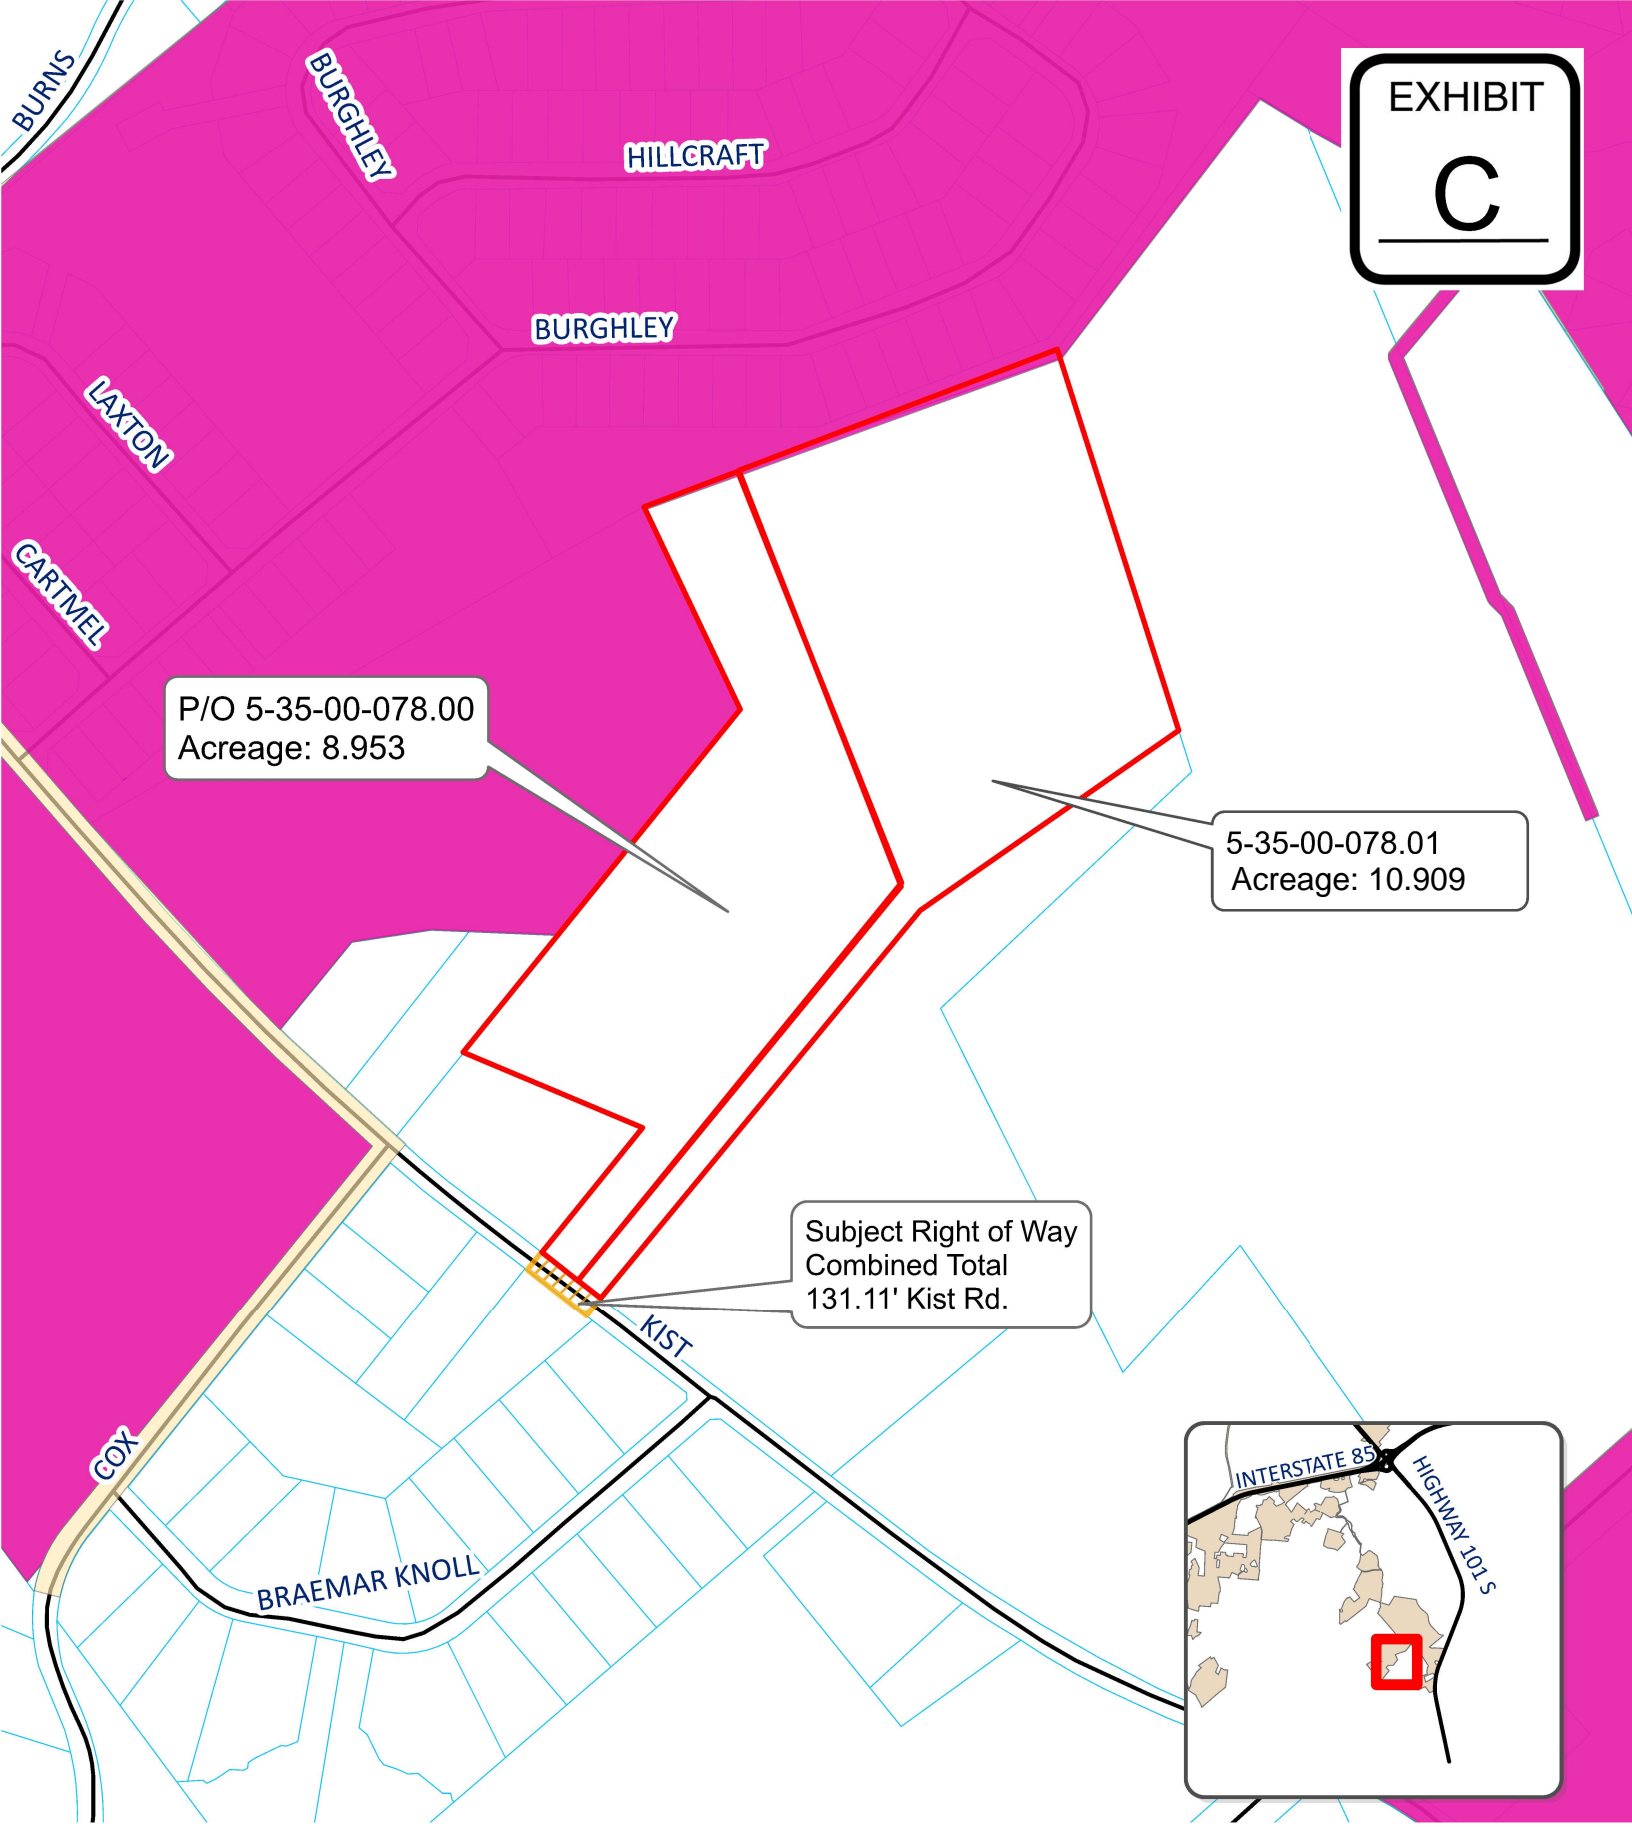 BURNS
BURGHLEY
HILLCRAFT
EXHIBIT
C
BURGHLEY
LAXTON
CARTMEL
P/O 5-35-00-078.00
Acreage: 8.953
5-35-00-078.01
Acreage: 10.909
Subject Right of Way
Combined Total
131.11' Kist Rd.
KIST
COX
BRAEMAR KNOLL
INTERSTATE 85
HIGHWAY 101 S